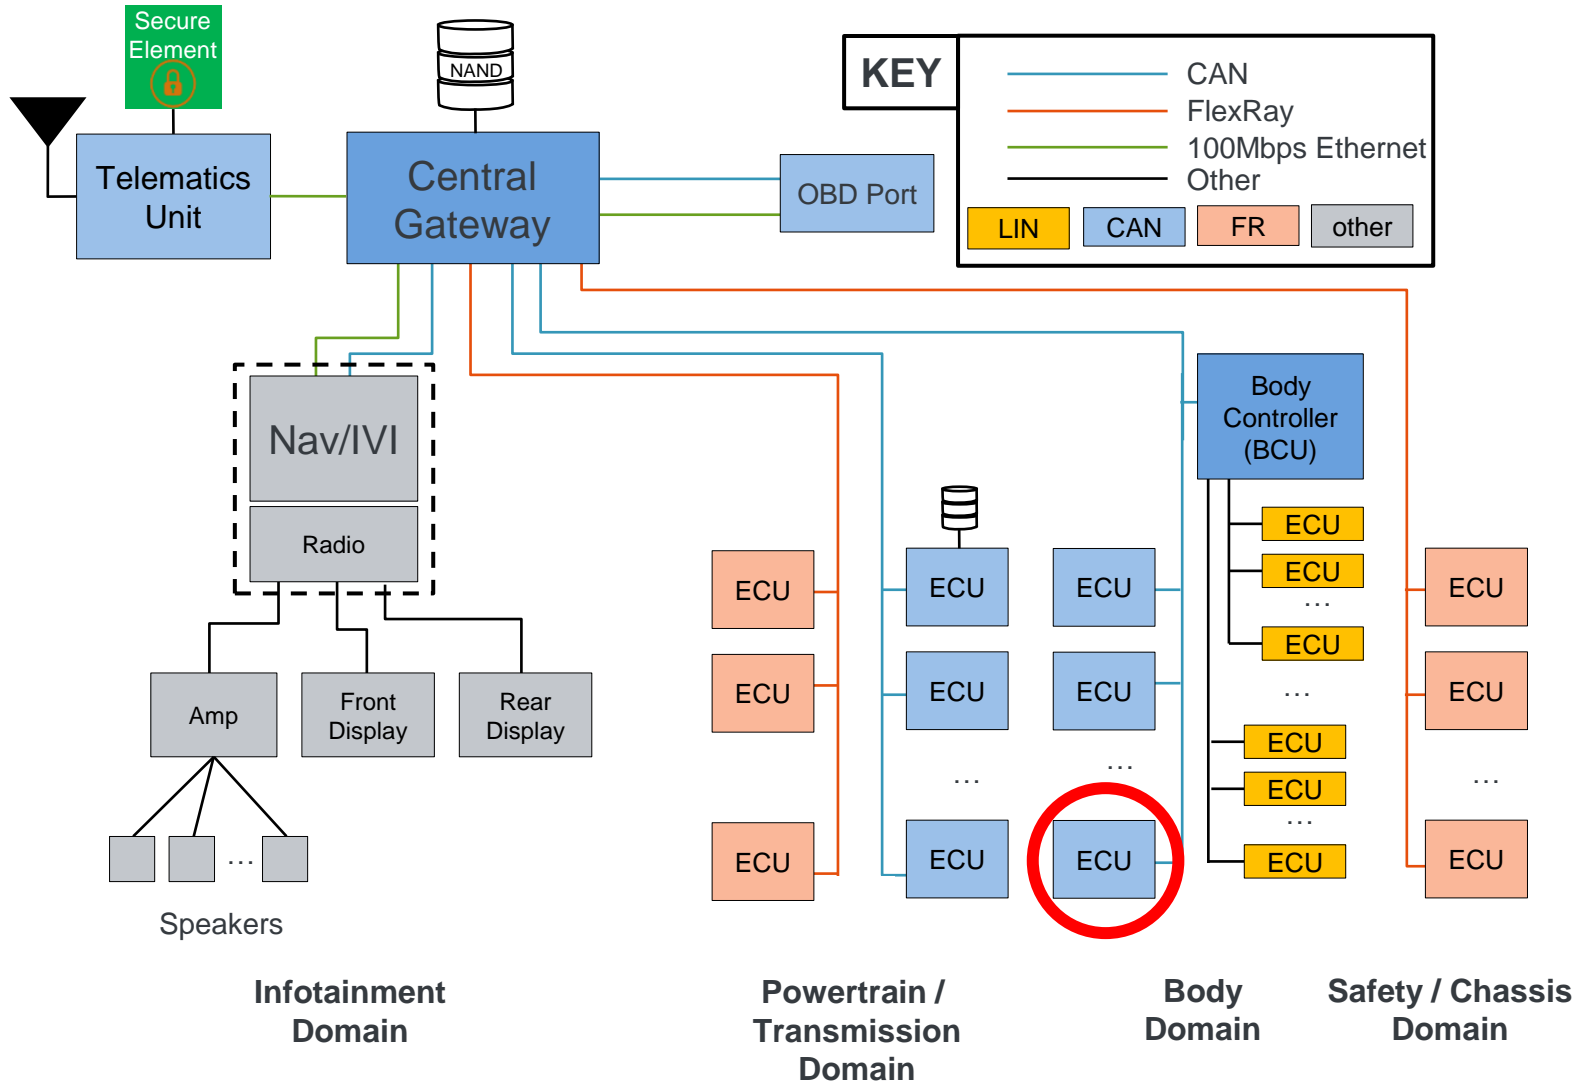 Secure
Element
NAND
KEY
CAN
FlexRay
100Mbps Ethernet
Other
LIN
CAN
FR
other
Telematics
Unit
Central
Gateway
OBD Port
Nav/IVI
Radio
Body
Controller
(BCU)
ECU
ECU
...
ECU
...
ECU
ECU
...
ECU
ECU
ECU
ECU
ECU
ECU
ECU
ECU
ECU
ECU
...
...
...
ECU
ECU
ECU
ECU
Amp
Front
Display
Rear
Display
...
Speakers
Infotainment
Domain
Powertrain /
Transmission
Domain
Body
Domain
Safety / Chassis
Domain